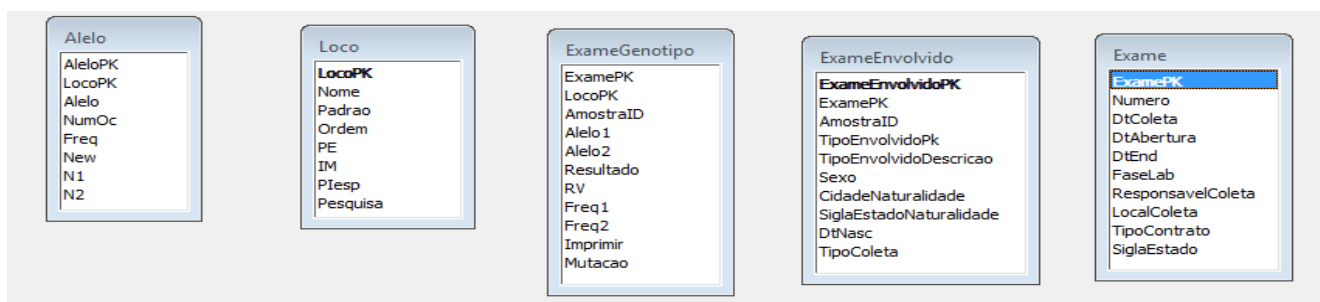 Alelo
AleloPK
LocoPK
Alelo
NumOc
Freq
New
N1
N2
Loco
LocoPK
Nome
Padrao
Ordem
PE
IM
PIesp
Pesquisa
ExameGenotipo
ExamePK
LocoPK
AmostraID
Alelo1
Alelo2
Resultado
RV
Freq1
Freq2
Imprimir
Mutacao
ExameEnvolvido
ExameEnvolvidoPK
ExamePK
AmostraID
TipoEnvolvidoPk
TipoEnvolvidoDescricao
Sexo
CidadeNaturalidade
SiglaEstadoNaturalidade
DtNasc
TipoColeta
Exame
ExamePK
Numero
DtColeta
DtAbertura
DtEnd
FaseLab
ResponsavelColeta
LocalColeta
TipoContrato
SiglaEstado